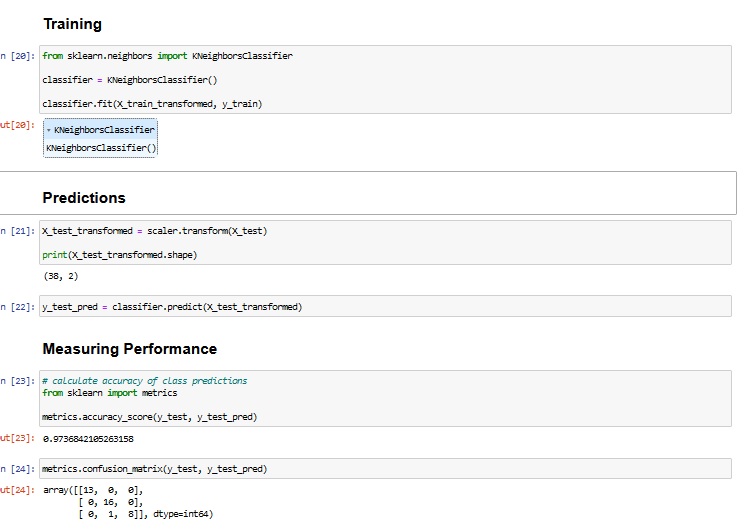 Training
n [20]: from sklearn.neighbors import KNeighborsClassifier
classifier = KNeighborsClassifier()
classifier.fit(X_train_transformed, y_train)
ut[20]: ▾ KNeighborsClassifier
KNeighborsClassifier()
Predictions
n [21]: X_test_transformed = scaler.transform(X_test)
print(X_test_transformed.shape)
(38, 2)
n [22]: y_test_pred = classifier.predict(X_test_transformed)
Measuring Performance
n [23]: # calculate accuracy of class predictions
from sklearn import metrics
metrics.accuracy_score(y_test, y_test_pred)
ut[23]: 0.9736842105263158
n [24]: metrics.confusion_matrix(y_test, y_test_pred)
ut[24]: array([[13, 0, 0],
[ 0, 16, 0],
[ 0, 1, 8]], dtype=int64)